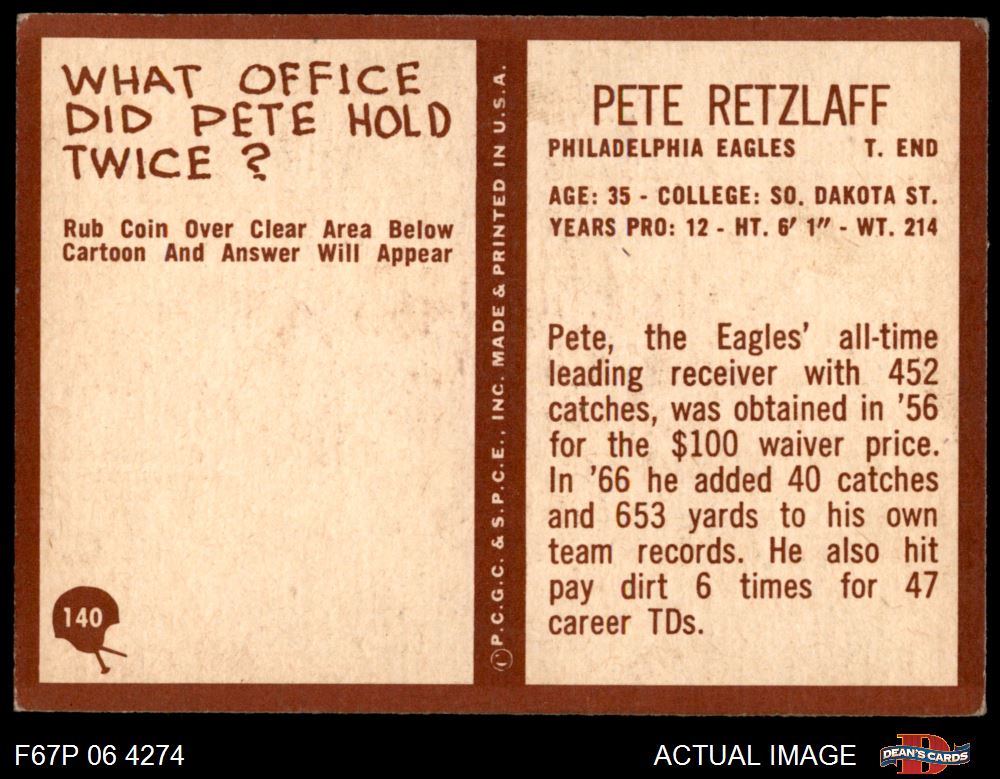 WHAT OFFICE
DID PETE HOLD
TWICE ?
Rub Coin Over Clear Area Below
Cartoon And Answer Will Appear
140
© P.C.G.C. & S.P.C.E., INC. MADE & PRINTED IN U.S.A.
PETE RETZLAFF
PHILADELPHIA EAGLES T. END
AGE: 35 - COLLEGE: SO. DAKOTA ST.
YEARS PRO: 12 - HT. 6' 1" - WT. 214
Pete, the Eagles' all-time
leading receiver with 452
catches, was obtained in '56
for the $100 waiver price.
In '66 he added 40 catches
and 653 yards to his own
team records. He also hit
pay dirt 6 times for 47
career TDs.
F67P 06 4274
ACTUAL IMAGE
DEAN'S CARDS